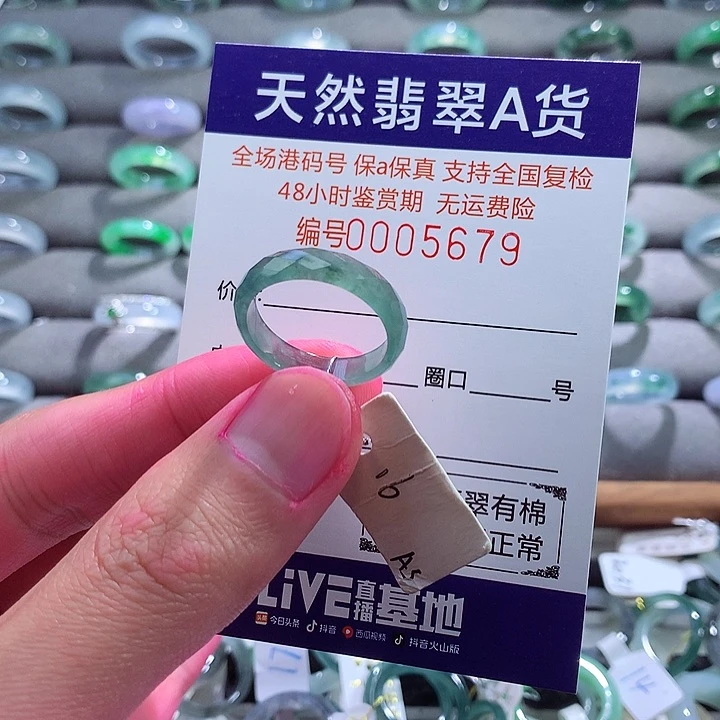 天然翡翠A货
全场港码号 保a保真 支持全国复检
48小时鉴赏期 无运费险
编号0005679
价
圈口 号
16
翠有棉
正常
LiVE直播基地
今日头条 抖音 西瓜视频 抖音火山版
17
14